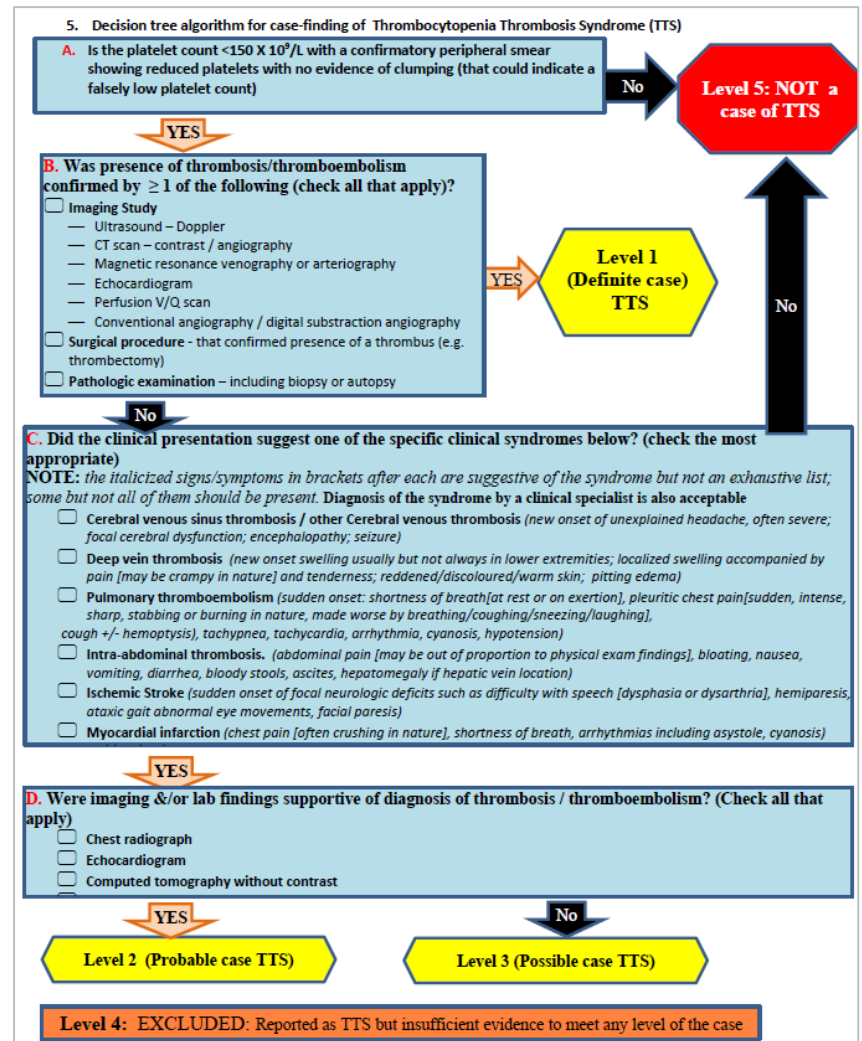 5. Decision tree algorithm for case-finding of Thrombocytopenia Thrombosis Syndrome (TTS)
A. Is the platelet count <150 X 10⁹/L with a confirmatory peripheral smear
showing reduced platelets with no evidence of clumping (that could indicate a
falsely low platelet count)
No
Level 5: NOT a
case of TTS
YES
B. Was presence of thrombosis/thromboembolism
confirmed by ≥ 1 of the following (check all that apply)?
Imaging Study
— Ultrasound – Doppler
— CT scan – contrast / angiography
— Magnetic resonance venography or arteriography
— Echocardiogram
— Perfusion V/Q scan
— Conventional angiography / digital substraction angiography
Surgical procedure - that confirmed presence of a thrombus (e.g.
thrombectomy)
Pathologic examination – including biopsy or autopsy
YES
Level 1
(Definite case)
TTS
No
No
C. Did the clinical presentation suggest one of the specific clinical syndromes below? (check the most
appropriate)
NOTE: the italicized signs/symptoms in brackets after each are suggestive of the syndrome but not an exhaustive list;
some but not all of them should be present. Diagnosis of the syndrome by a clinical specialist is also acceptable
Cerebral venous sinus thrombosis / other Cerebral venous thrombosis (new onset of unexplained headache, often severe;
focal cerebral dysfunction; encephalopathy; seizure)
Deep vein thrombosis (new onset swelling usually but not always in lower extremities; localized swelling accompanied by
pain [may be crampy in nature] and tenderness; reddened/discoloured/warm skin; pitting edema)
Pulmonary thromboembolism (sudden onset: shortness of breath[at rest or on exertion], pleuritic chest pain[sudden, intense,
sharp, stabbing or burning in nature, made worse by breathing/coughing/sneezing/laughing],
cough +/- hemoptysis), tachypnea, tachycardia, arrhythmia, cyanosis, hypotension)
Intra-abdominal thrombosis. (abdominal pain [may be out of proportion to physical exam findings], bloating, nausea,
vomiting, diarrhea, bloody stools, ascites, hepatomegaly if hepatic vein location)
Ischemic Stroke (sudden onset of focal neurologic deficits such as difficulty with speech [dysphasia or dysarthria], hemiparesis,
ataxic gait abnormal eye movements, facial paresis)
Myocardial infarction (chest pain [often crushing in nature], shortness of breath, arrhythmias including asystole, cyanosis)
YES
D. Were imaging &/or lab findings supportive of diagnosis of thrombosis / thromboembolism? (Check all that
apply)
Chest radiograph
Echocardiogram
Computed tomography without contrast
YES
No
Level 2 (Probable case TTS)
Level 3 (Possible case TTS)
Level 4: EXCLUDED: Reported as TTS but insufficient evidence to meet any level of the case